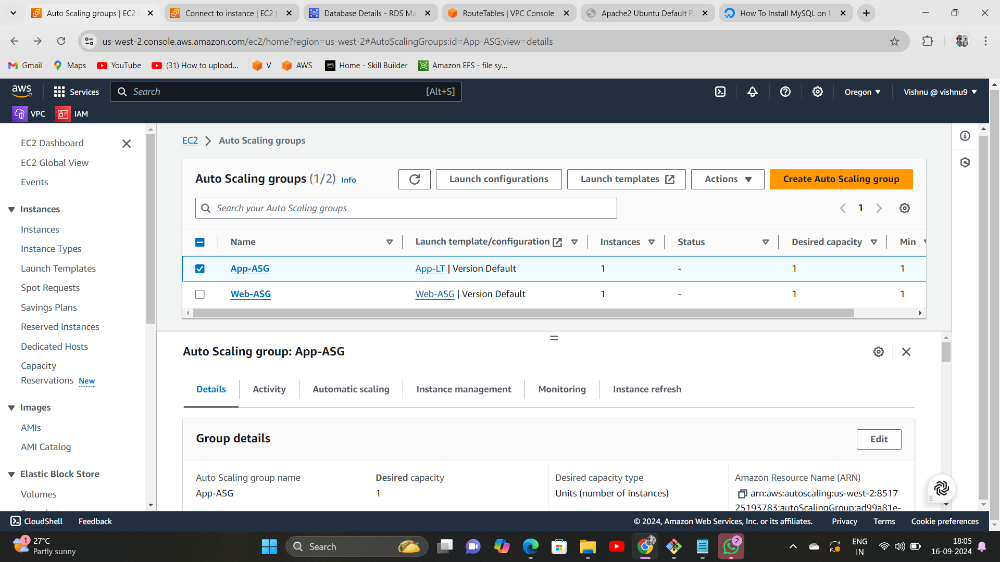 Auto Scaling groups | EC2
Connect to instance | EC2 |
Database Details - RDS Ma
RouteTables | VPC Console
Apache2 Ubuntu Default P
How To Install MySQL on U
us-west-2.console.aws.amazon.com/ec2/home?region=us-west-2#AutoScalingGroups:id=App-ASG;view=details
Gmail
Maps
YouTube
(31) How to upload...
V
AWS
Home - Skill Builder
Amazon EFS - file sy...
aws
Services
Search
[Alt+S]
Oregon
Vishnu @ vishnu9
VPC
IAM
EC2 Dashboard
EC2 Global View
Events
Instances
Instances
Instance Types
Launch Templates
Spot Requests
Savings Plans
Reserved Instances
Dedicated Hosts
Capacity
Reservations New
Images
AMIs
AMI Catalog
Elastic Block Store
Volumes
EC2 > Auto Scaling groups
Auto Scaling groups (1/2) Info
Launch configurations
Launch templates
Actions
Create Auto Scaling group
Search your Auto Scaling groups
1
Name Launch template/configuration Instances Status Desired capacity Min
App-ASG App-LT | Version Default 1 - 1 1
Web-ASG Web-ASG | Version Default 1 - 1 1
Auto Scaling group: App-ASG
Details Activity Automatic scaling Instance management Monitoring Instance refresh
Group details
Edit
Auto Scaling group name
App-ASG
Desired capacity
1
Desired capacity type
Units (number of instances)
Amazon Resource Name (ARN)
arn:aws:autoscaling:us-west-2:8517
25193783:autoScalingGroup:ad99a81e-
CloudShell
Feedback
© 2024, Amazon Web Services, Inc. or its affiliates.
Privacy
Terms
Cookie preferences
1
27°C
Partly sunny
Search
2
ENG
IN
18:05
16-09-2024